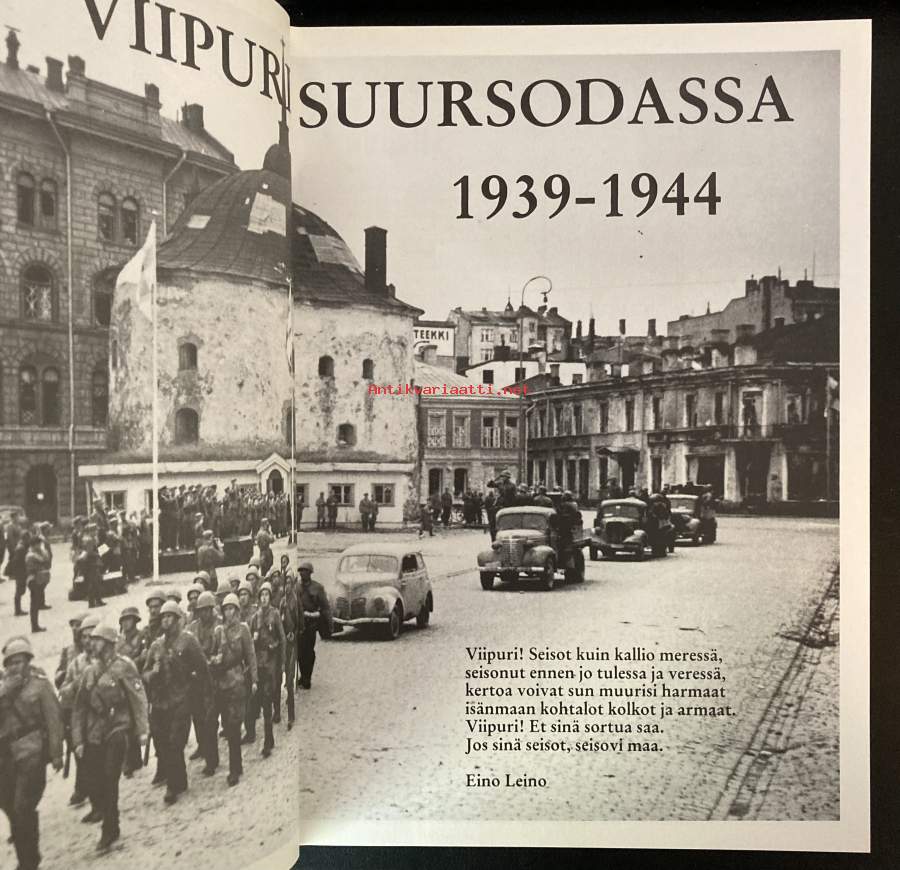 VIIPURI SUURSODASSA
1939-1944
TEEKKI
Antikvariaatti.net
Viipuri! Seisot kuin kallio meressä,
seisonut ennen jo tulessa ja veressä,
kertoa voivat sun muurisi harmaat
isänmaan kohtalot kolkot ja armaat.
Viipuri! Et sinä sortua saa.
Jos sinä seisot, seisovi maa.
Eino Leino